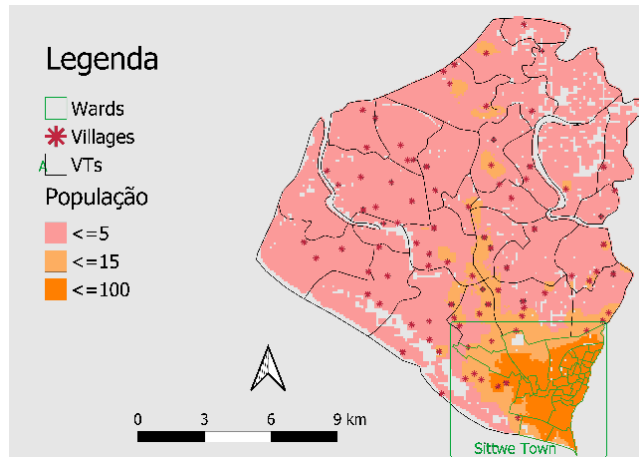 Legenda
Wards
Villages
A VTs
População
<=5
<=15
<=100
0 3 6 9 km
Sittwe Town